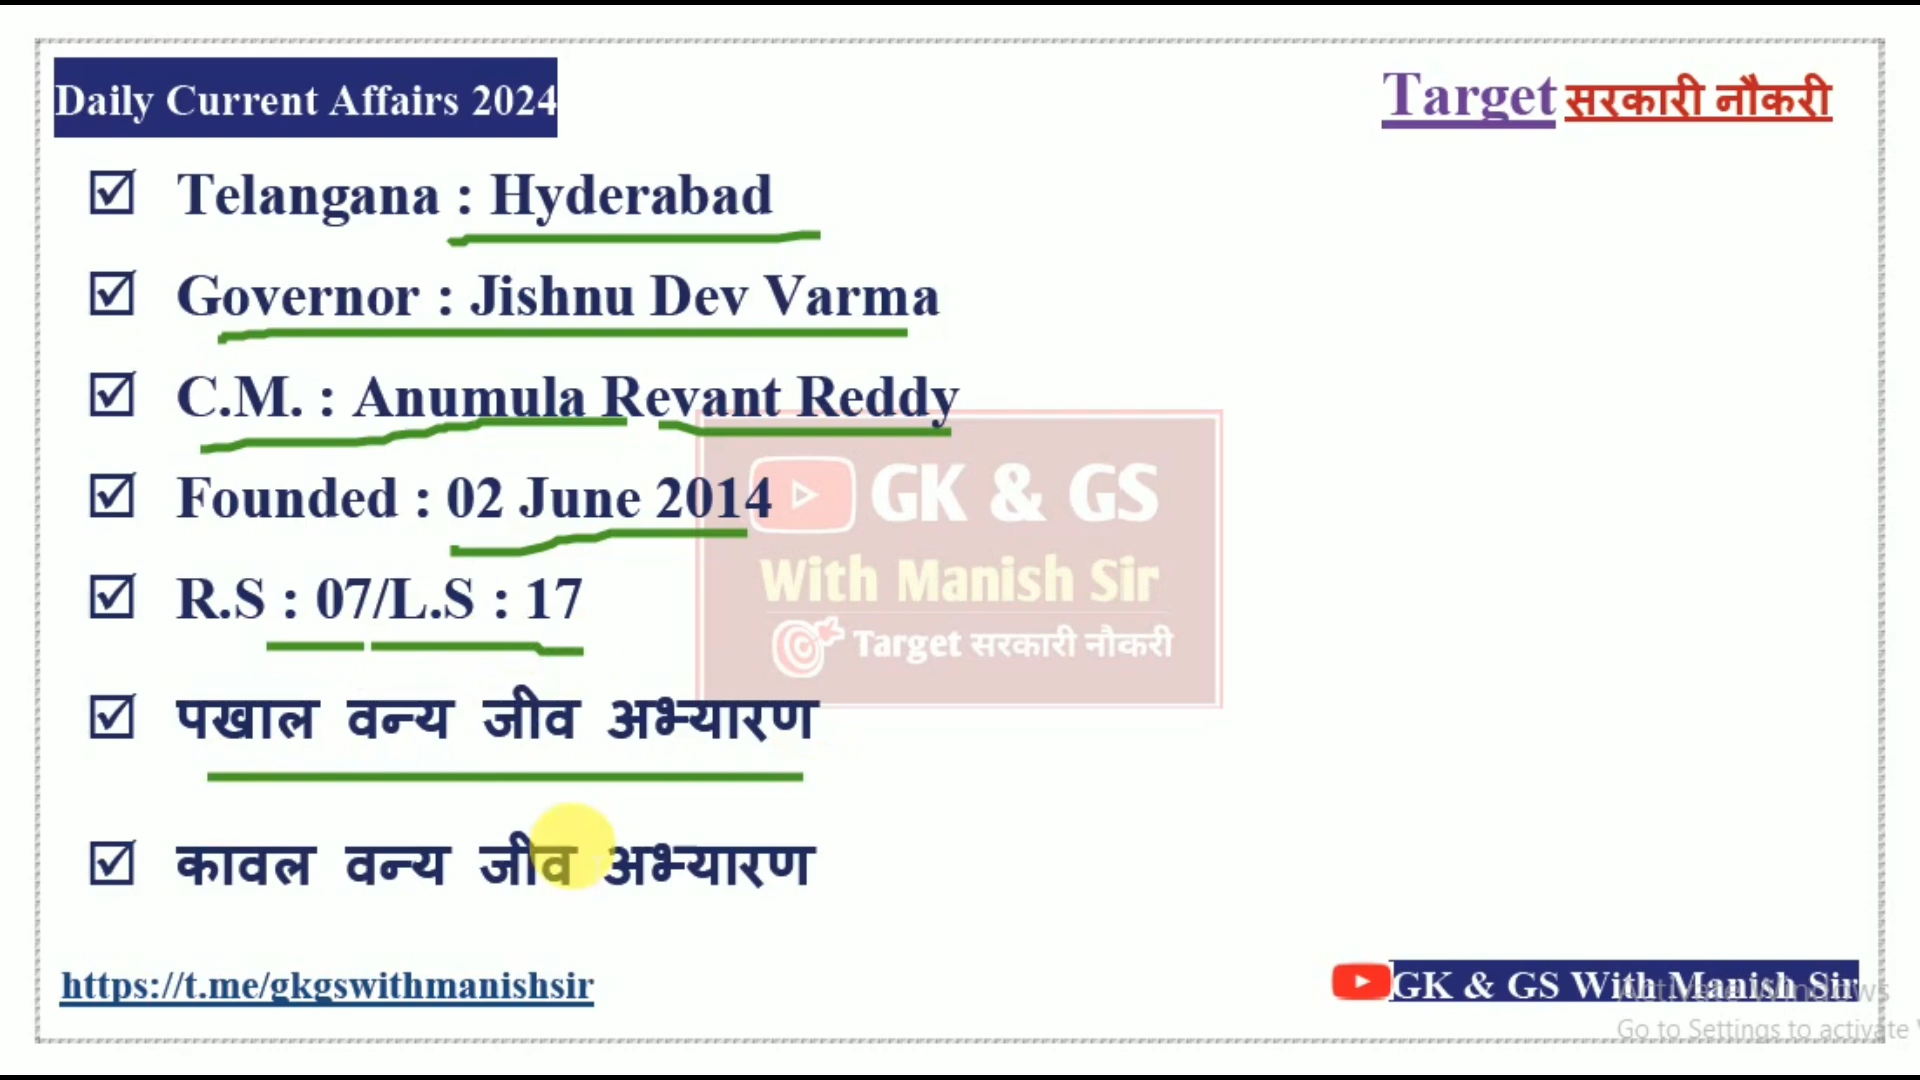 Daily Current Affairs 2024
Target सरकारी नौकरी
Telangana : Hyderabad
Governor : Jishnu Dev Varma
C.M. : Anumula Revant Reddy
Founded : 02 June 2014
R.S : 07/L.S : 17
पखाल वन्य जीव अभ्यारण
कावल वन्य जीव अभ्यारण
GK & GS
With Manish Sir
Target सरकारी नौकरी
https://t.me/gkgswithmanishsir
GK & GS With Manish Sir
Activate Windows
Go to Settings to activate